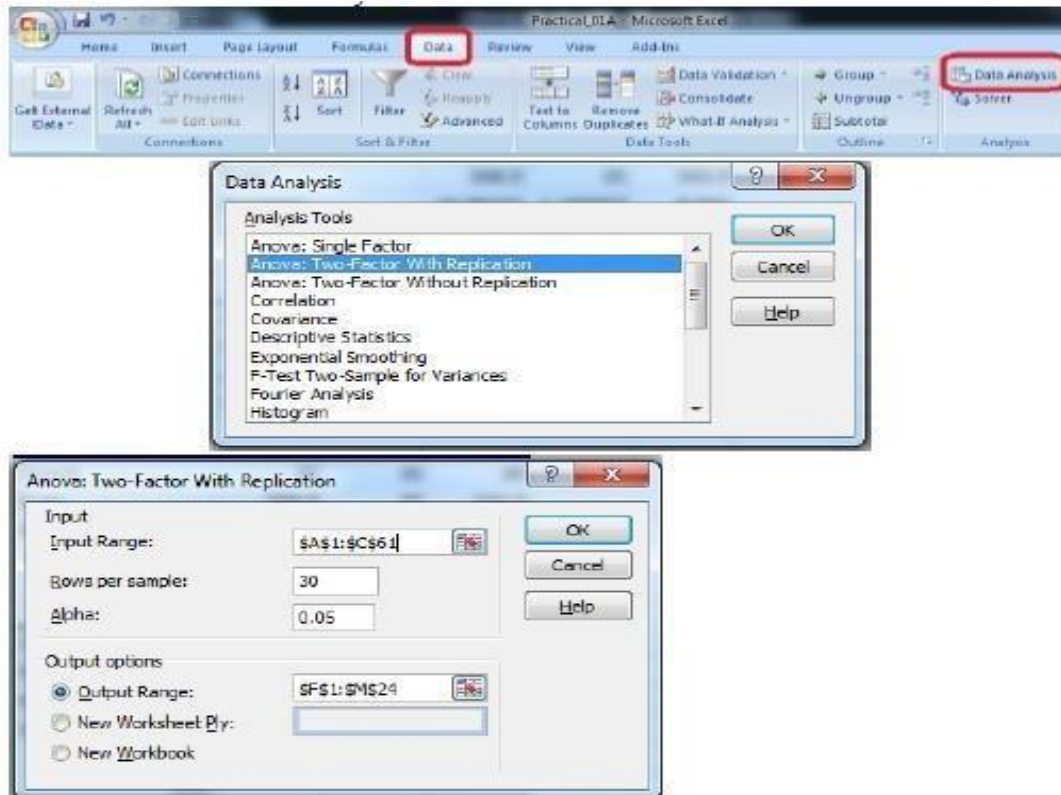 Practical_01A - Microsoft Excel
Home Insert Page Layout Formulas Data Review View Add-Ins
Get External Data
Refresh All
Connections
Properties
Edit Links
Connections
Sort
Filter
Clear
Reapply
Advanced
Sort & Filter
Text to Columns
Remove Duplicates
Data Validation
Consolidate
What-If Analysis
Data Tools
Group
Ungroup
Subtotal
Outline
Data Analysis
Solver
Analysis
Data Analysis
Analysis Tools
Anova: Single Factor
Anova: Two-Factor With Replication
Anova: Two-Factor Without Replication
Correlation
Covariance
Descriptive Statistics
Exponential Smoothing
F-Test Two-Sample for Variances
Fourier Analysis
Histogram
OK
Cancel
Help
Anova: Two-Factor With Replication
Input
Input Range: $A$1:$C$61
Rows per sample: 30
Alpha: 0.05
Output options
Output Range: $F$1:$M$24
New Worksheet Ply:
New Workbook
OK
Cancel
Help